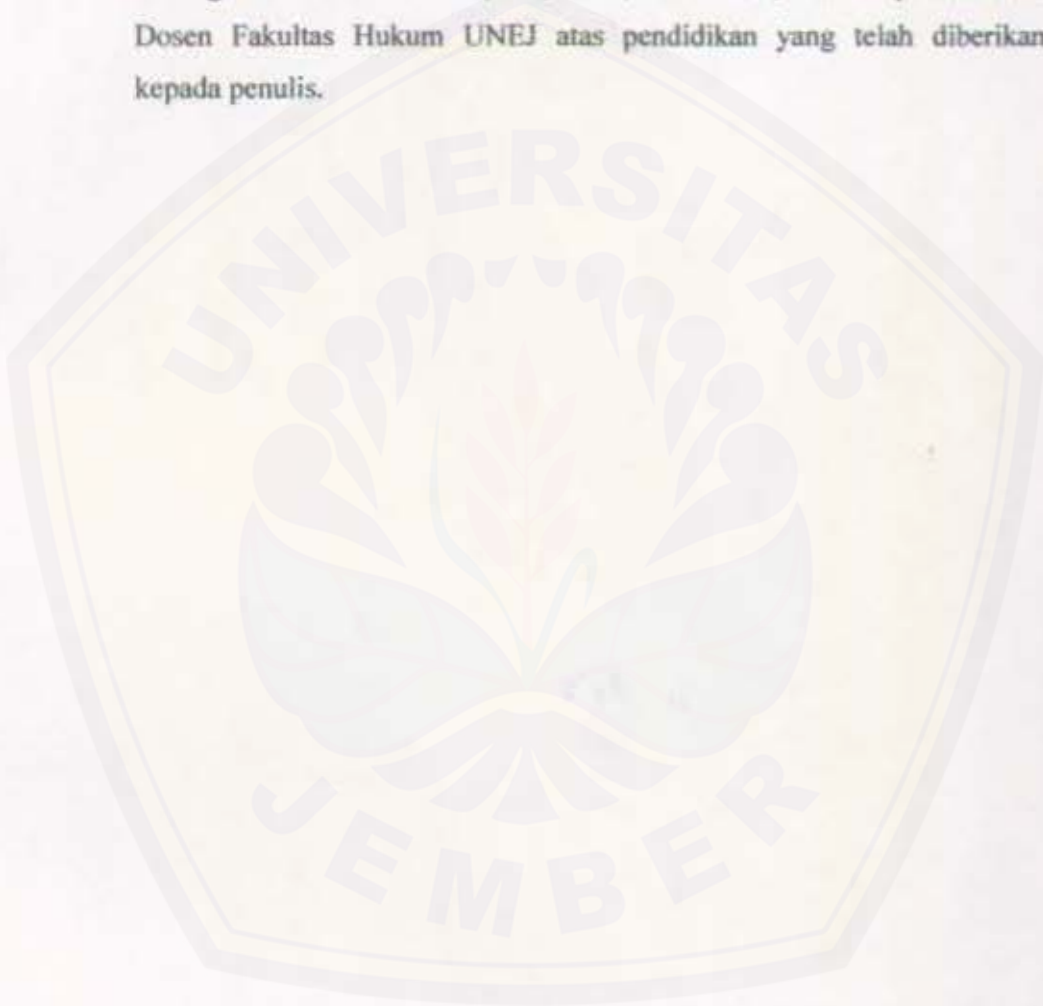 Dosen Fakultas Hukum UNEJ atas pendidikan yang telah diberikan
kepada penulis.
UNIVERSITAS
JEMBER